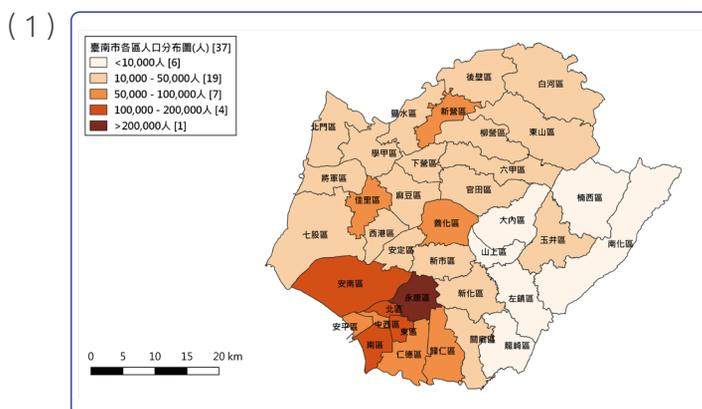 (1)
臺南市各區人口分布圖(人) [37]
<10,000人 [6]
10,000 - 50,000人 [19]
50,000 - 100,000人 [7]
100,000 - 200,000人 [4]
>200,000人 [1]
後壁區
白河區
鹽水區
新營區
北門區
柳營區
東山區
學甲區
下營區
六甲區
將軍區
麻豆區
官田區
楠西區
佳里區
大內區
善化區
七股區
西港區
玉井區
南化區
安定區
山上區
新市區
安南區
永康區
新化區
左鎮區
北區
安平區
中西區
東區
南區
仁德區
歸仁區
關廟區
龍崎區
0 5 10 15 20 km